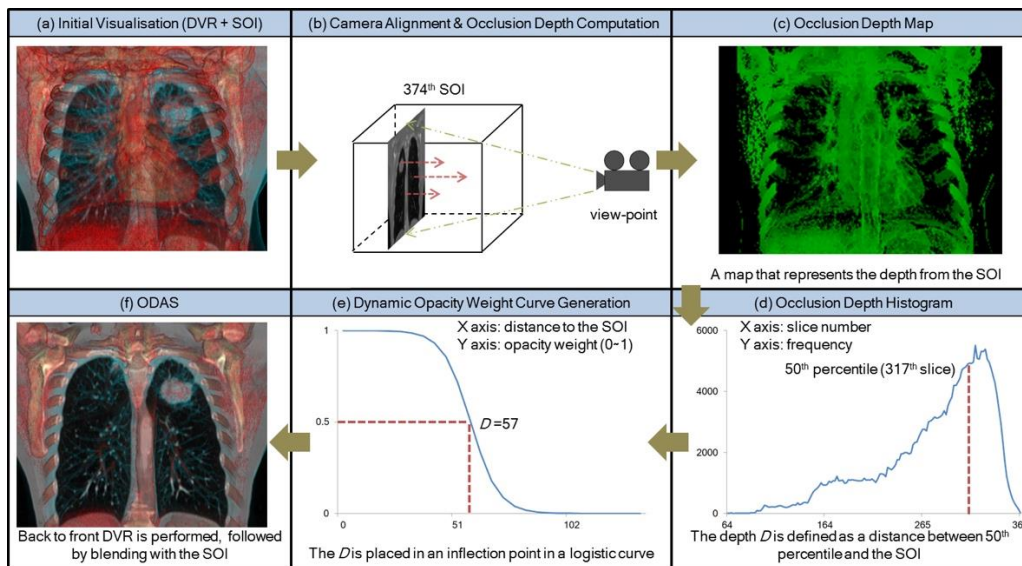 (a) Initial Visualisation (DVR + SOI)
(b) Camera Alignment & Occlusion Depth Computation
374th SOI
view-point
(c) Occlusion Depth Map
A map that represents the depth from the SOI
(d) Occlusion Depth Histogram
X axis: slice number
Y axis: frequency
50th percentile (317th slice)
6000
4000
2000
0
64
164
265
36
The depth D is defined as a distance between 50th
percentile and the SOI
(e) Dynamic Opacity Weight Curve Generation
X axis: distance to the SOI
Y axis: opacity weight (0~1)
1
0.5
0
D=57
0
51
102
The D is placed in an inflection point in a logistic curve
(f) ODAS
Back to front DVR is performed, followed
by blending with the SOI